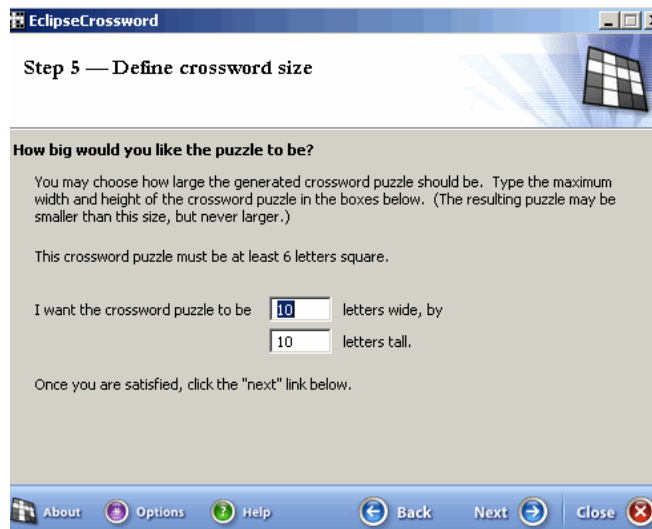 EclipseCrossword
Step 5 — Define crossword size
How big would you like the puzzle to be?
You may choose how large the generated crossword puzzle should be. Type the maximum
width and height of the crossword puzzle in the boxes below. (The resulting puzzle may be
smaller than this size, but never larger.)
This crossword puzzle must be at least 6 letters square.
I want the crossword puzzle to be 10 letters wide, by
10 letters tall.
Once you are satisfied, click the "next" link below.
About Options Help Back Next Close